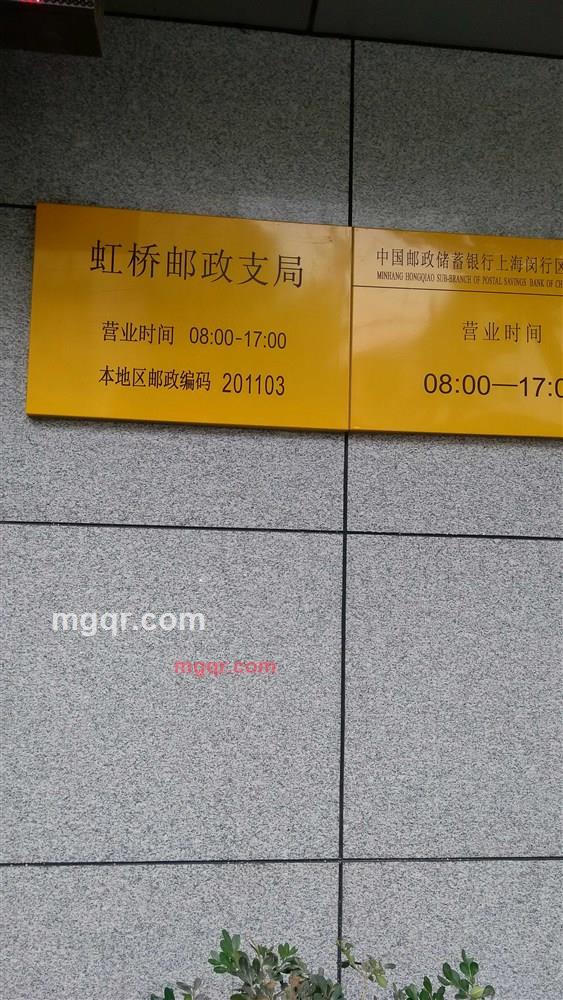 虹桥邮政支局
营业时间 08:00-17:00
本地区邮政编码 201103
中国邮政储蓄银行上海闵行区
MINHANG HONGQIAO SUB-BRANCH OF POSTAL SAVINGS BANK OF CH
营业时间
08:00—17:0
mgqr.com
mgqr.com